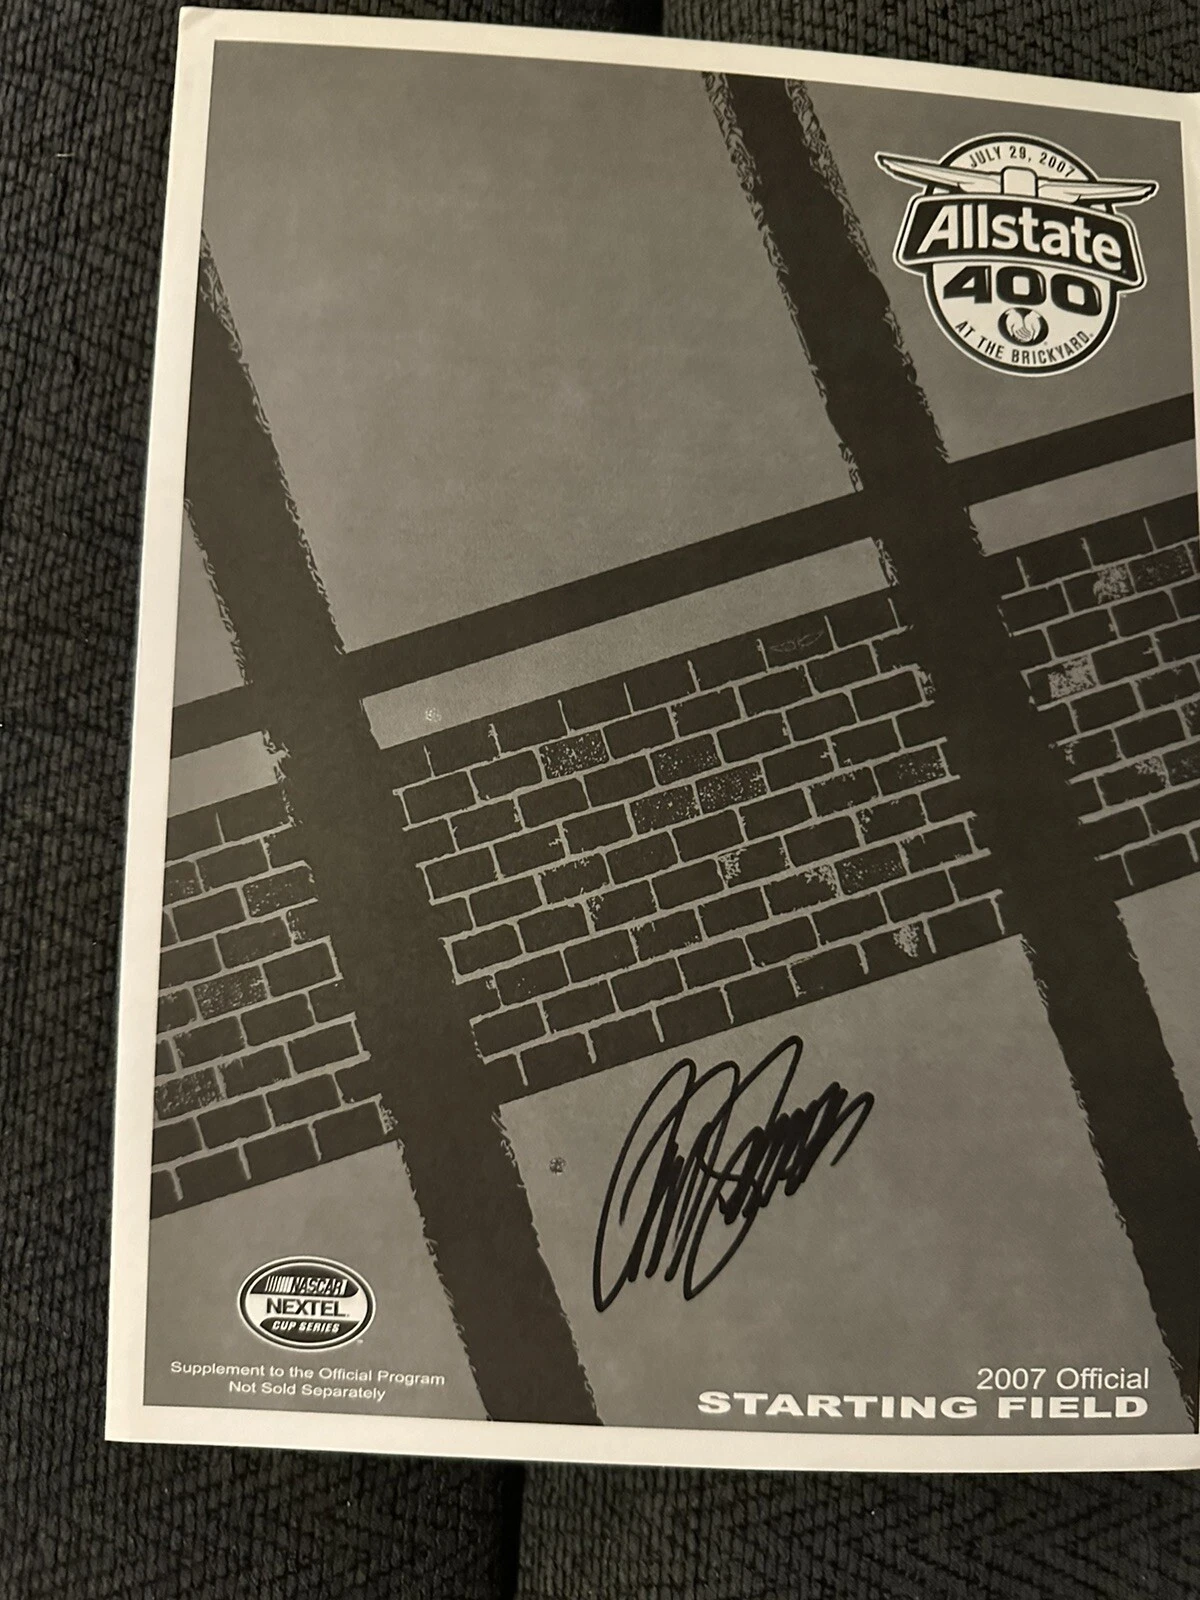 JULY 29, 2007
Allstate
400
AT THE BRICKYARD
NASCAR
NEXTEL
CUP SERIES
Supplement to the Official Program
Not Sold Separately
2007 Official
STARTING FIELD